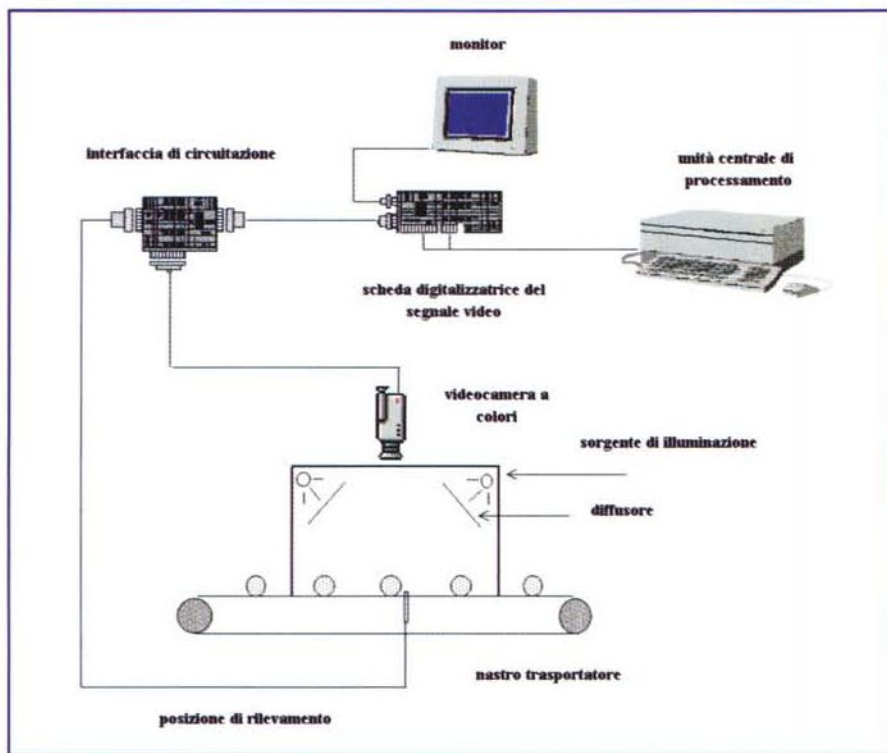 monitor
interfaccia di circuitazione
unità centrale di
processamento
scheda digitalizzatrice del
segnale video
videocamera a
colori
sorgente di illuminazione
diffusore
nastro trasportatore
posizione di rilevamento